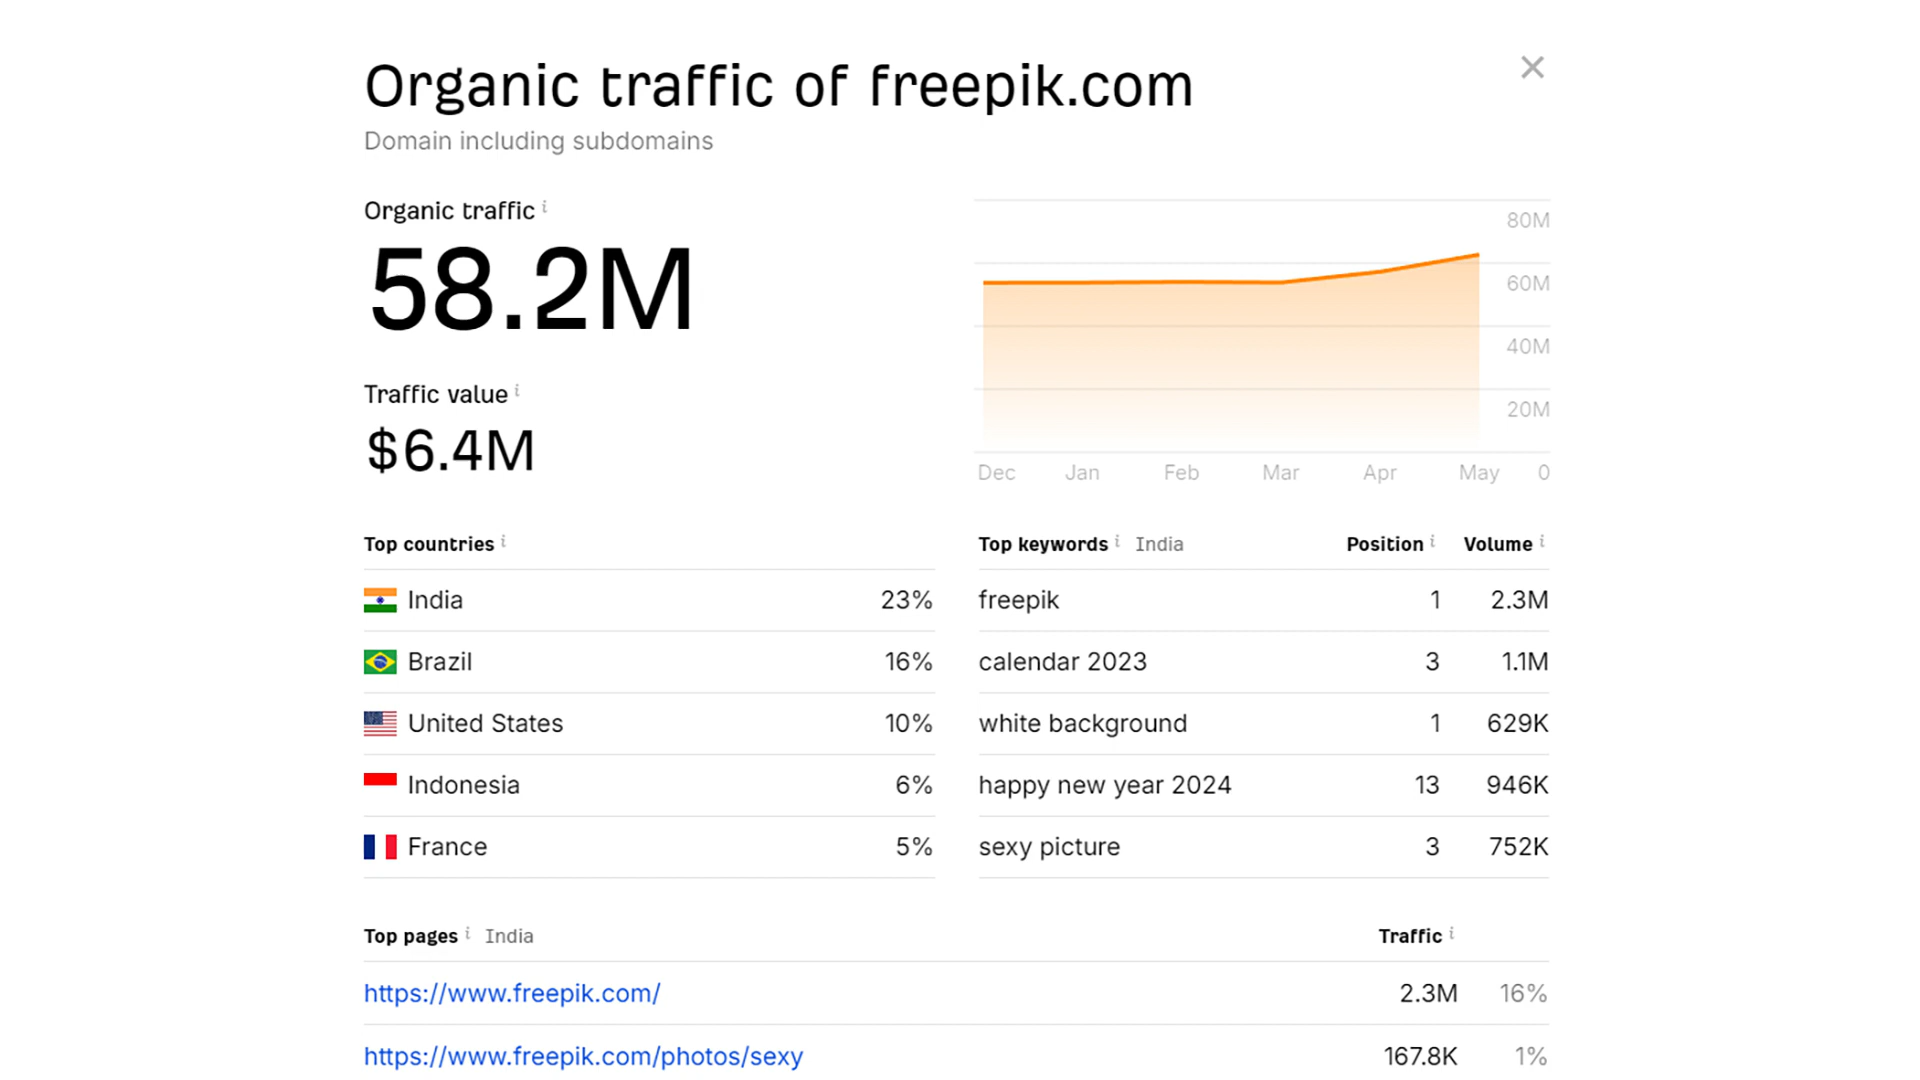 Organic traffic of freepik.com
Domain including subdomains
Organic traffic i
58.2M
Traffic value i
$6.4M
80M
60M
40M
20M
Dec Jan Feb Mar Apr May 0
Top countries i
India 23%
Brazil 16%
United States 10%
Indonesia 6%
France 5%
Top keywords i India Position i Volume i
freepik 1 2.3M
calendar 2023 3 1.1M
white background 1 629K
happy new year 2024 13 946K
sexy picture 3 752K
Top pages i India Traffic i
https://www.freepik.com/ 2.3M 16%
https://www.freepik.com/photos/sexy 167.8K 1%